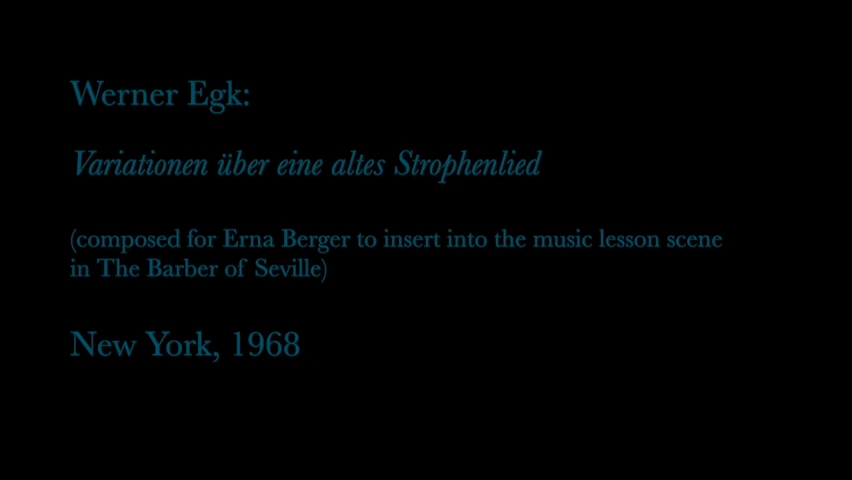 Werner Egk:
Variationen über eine altes Strophenlied
(composed for Erna Berger to insert into the music lesson scene
in The Barber of Seville)
New York, 1968